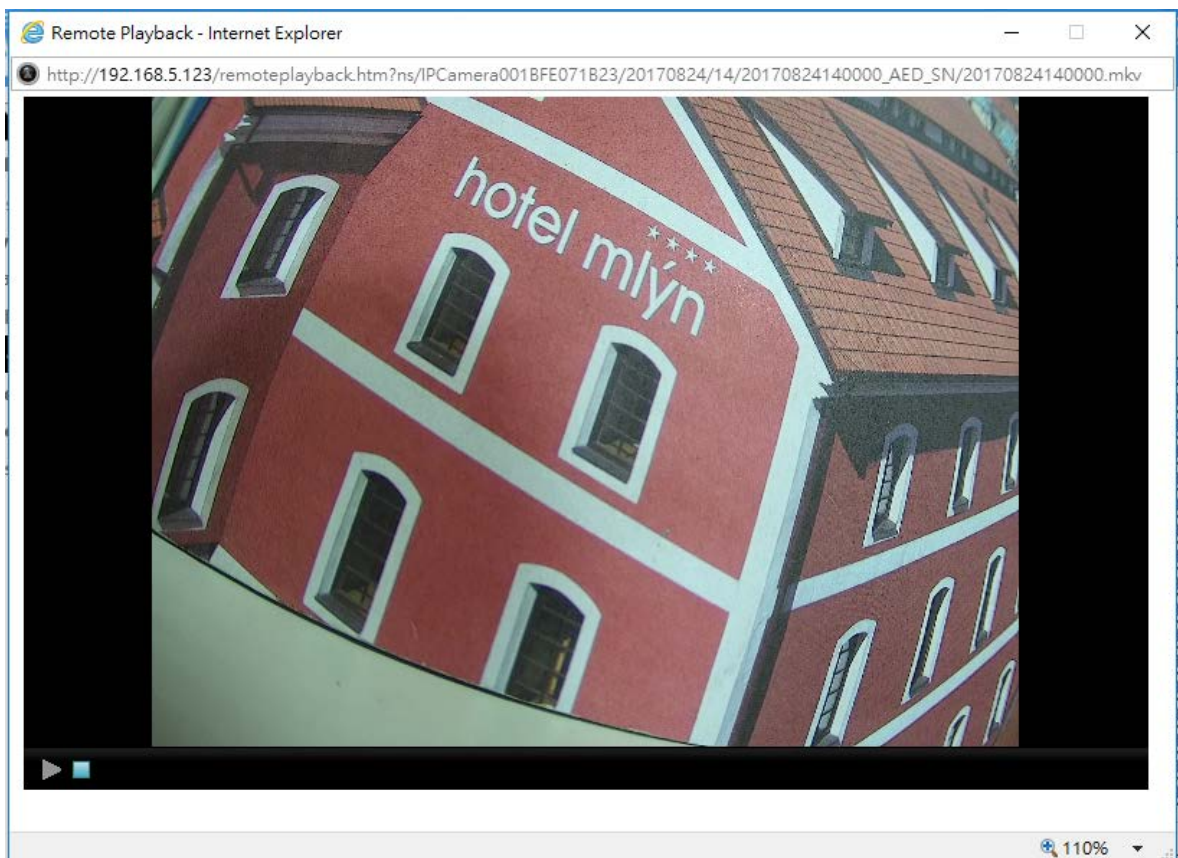 Remote Playback - Internet Explorer
http://192.168.5.123/remoteplayback.htm?ns/IPCamera001BFE071B23/20170824/14/20170824140000_AED_SN/20170824140000.mkv
hotel mlýn
110%